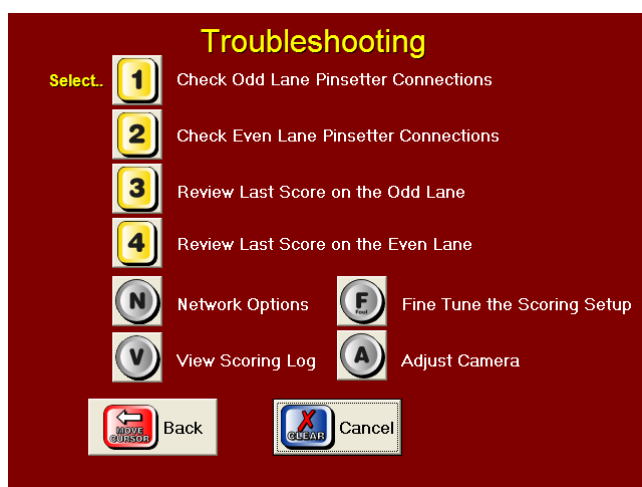 Troubleshooting
Select.. 1 Check Odd Lane Pinsetter Connections
2 Check Even Lane Pinsetter Connections
3 Review Last Score on the Odd Lane
4 Review Last Score on the Even Lane
N Network Options F Foul Fine Tune the Scoring Setup
V View Scoring Log A Adjust Camera
MOVE CURSOR Back X CLEAR Cancel